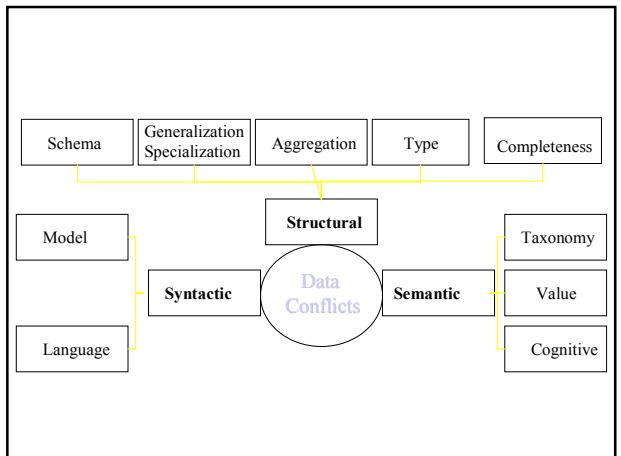 Schema
Generalization
Specialization
Aggregation
Type
Completeness
Structural
Model
Taxonomy
Syntactic
Data
Conflicts
Semantic
Value
Language
Cognitive